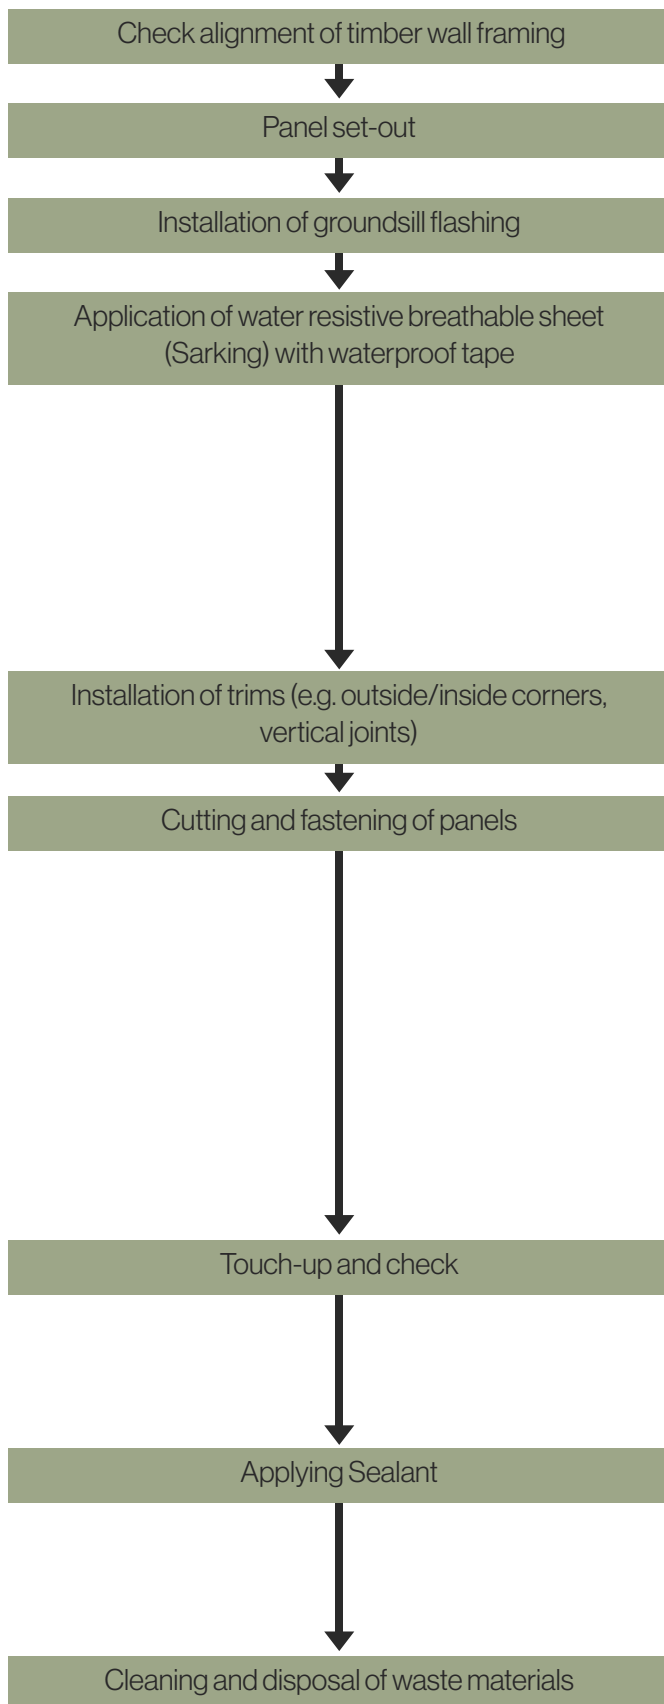 Check alignment of timber wall framing
Panel set-out
Installation of groundsill flashing
Application of water resistive breathable sheet
(Sarking) with waterproof tape
Installation of trims (e.g. outside/inside corners,
vertical joints)
Cutting and fastening of panels
Touch-up and check
Applying Sealant
Cleaning and disposal of waste materials